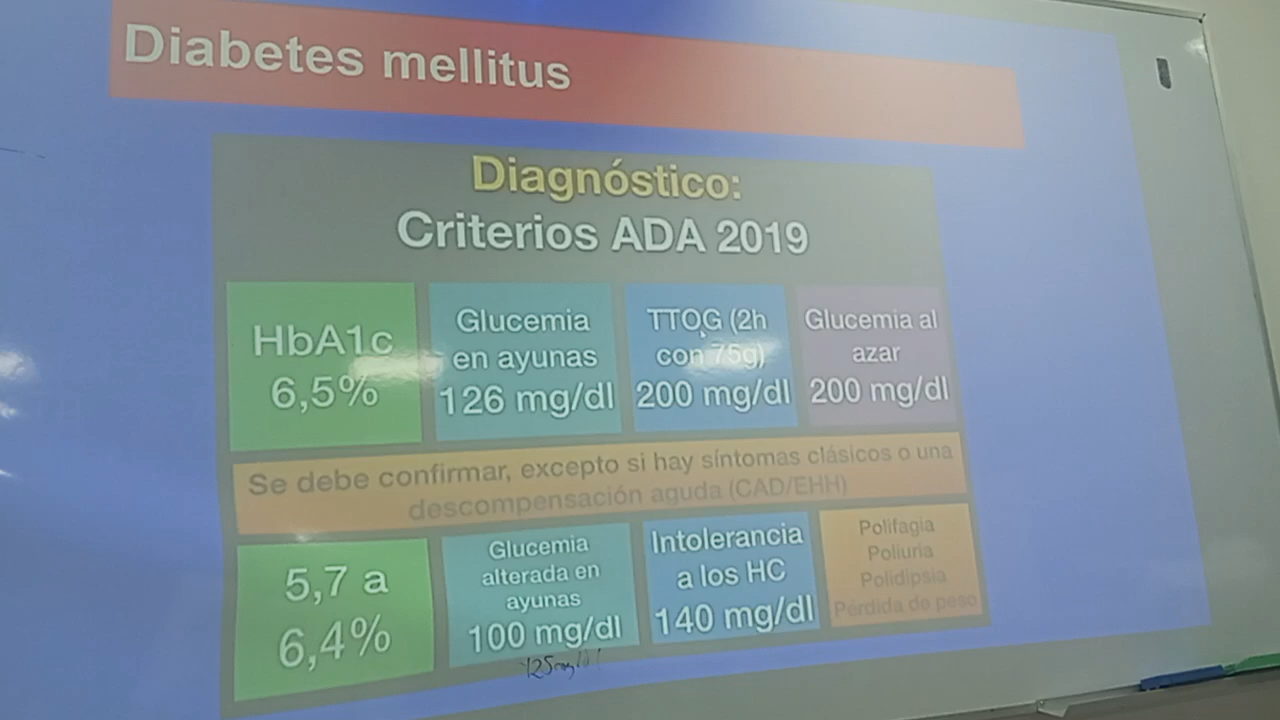 Diabetes mellitus
Diagnóstico:
Criterios ADA 2019
HbA1c
6,5%
Glucemia
en ayunas
126 mg/dl
TTOG (2h
con 75g)
200 mg/dl
Glucemia al
azar
200 mg/dl
Se debe confirmar, excepto si hay síntomas clásicos o una
descompensación aguda (CAD/EHH)
5,7 a
6,4%
Glucemia
alterada en
ayunas
100 mg/dl
125mg/dl
Intolerancia
a los HC
140 mg/dl
Polifagia
Poliuria
Polidipsia
Pérdida de peso